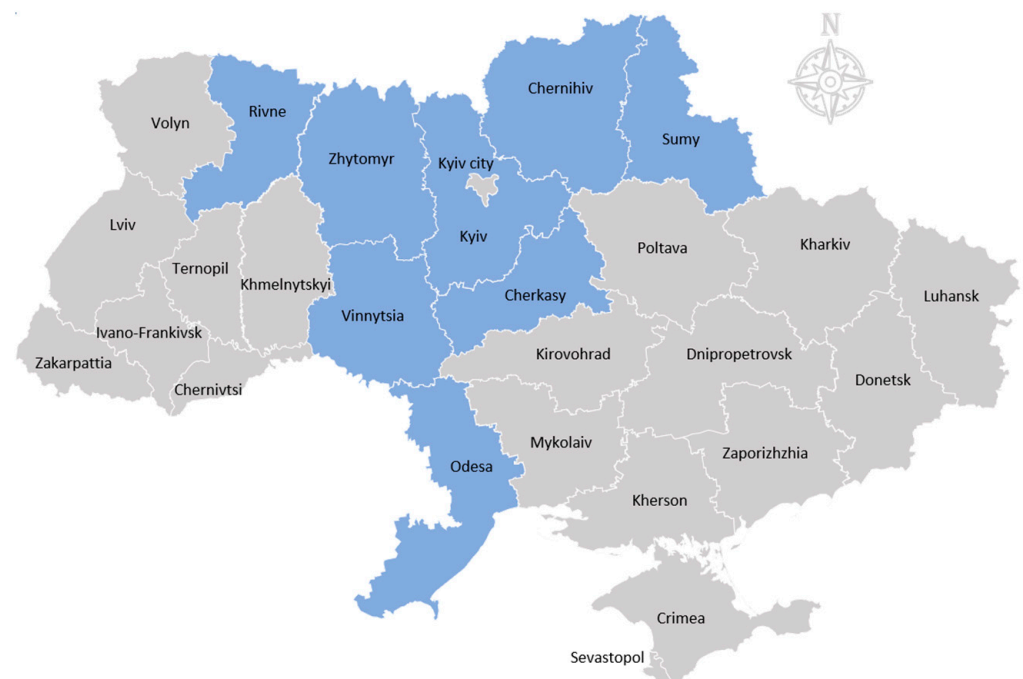 N
Chernihiv
Rivne
Volyn
Sumy
Zhytomyr
Kyiv city
Lviv
Kyiv
Poltava
Kharkiv
Ternopil
Khmelnytskyi
Cherkasy
Luhansk
Vinnytsia
Ivano-Frankivsk
Kirovohrad
Dnipropetrovsk
Zakarpattia
Donetsk
Chernivtsi
Mykolaiv
Zaporizhzhia
Odesa
Kherson
Crimea
Sevastopol